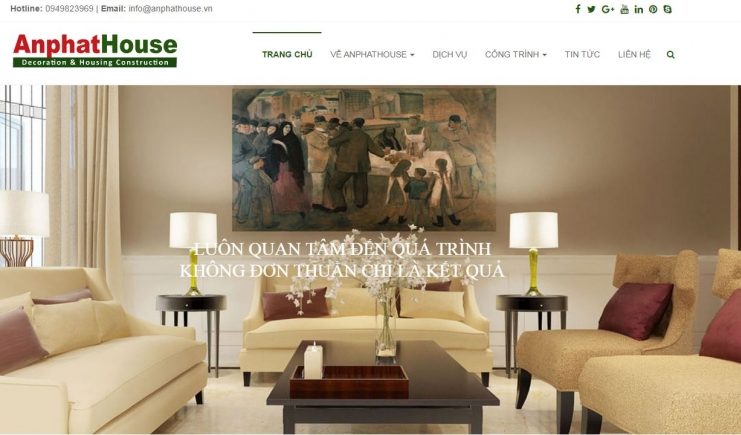 Hotline: 0949823969 | Email: info@anphathouse.vn
AnphatHouse
Decoration & Housing Construction
TRANG CHỦ VỀ ANPHATHOUSE DỊCH VỤ CÔNG TRÌNH TIN TỨC LIÊN HỆ
LUÔN QUAN TÂM ĐẾN QUÁ TRÌNH
KHÔNG ĐƠN THUẦN CHỈ LÀ KẾT QUẢ